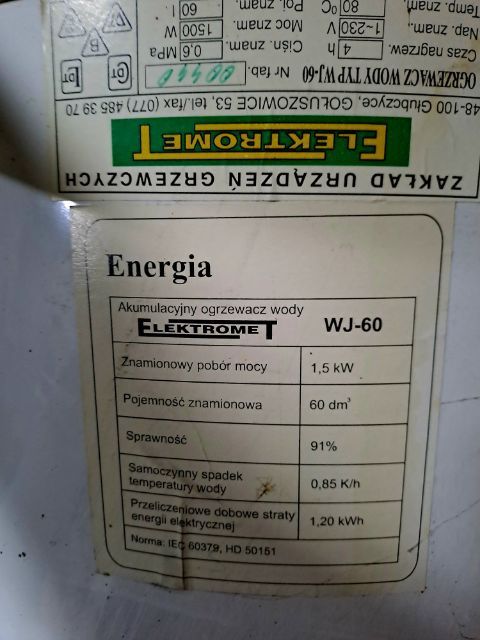 ZAKŁAD URZĄDZEŃ GRZEWCZYCH
ELEKTROMET
48-100 Głubczyce, GOŁUSZOWICE 53, tel./fax (077) 485 39 70
OGRZEWACZ WODY TYP WJ-60 Nr fab.
Czas nagrzew. 4 h Ciśn. znam. 0,6 MPa
Nap. znam. 1~230 V Moc znam. 1500 W
Temp. znam. 80 °C Poj. znam. 60 l.
Energia
Akumulacyjny ogrzewacz wody
ELEKTROMET WJ-60
Znamionowy pobór mocy 1,5 kW
Pojemność znamionowa 60 dm³
Sprawność 91%
Samoczynny spadek
temperatury wody 0,85 K/h
Przeliczeniowe dobowe straty
energii elektrycznej 1,20 kWh
Norma: IEC 60379, HD 50151